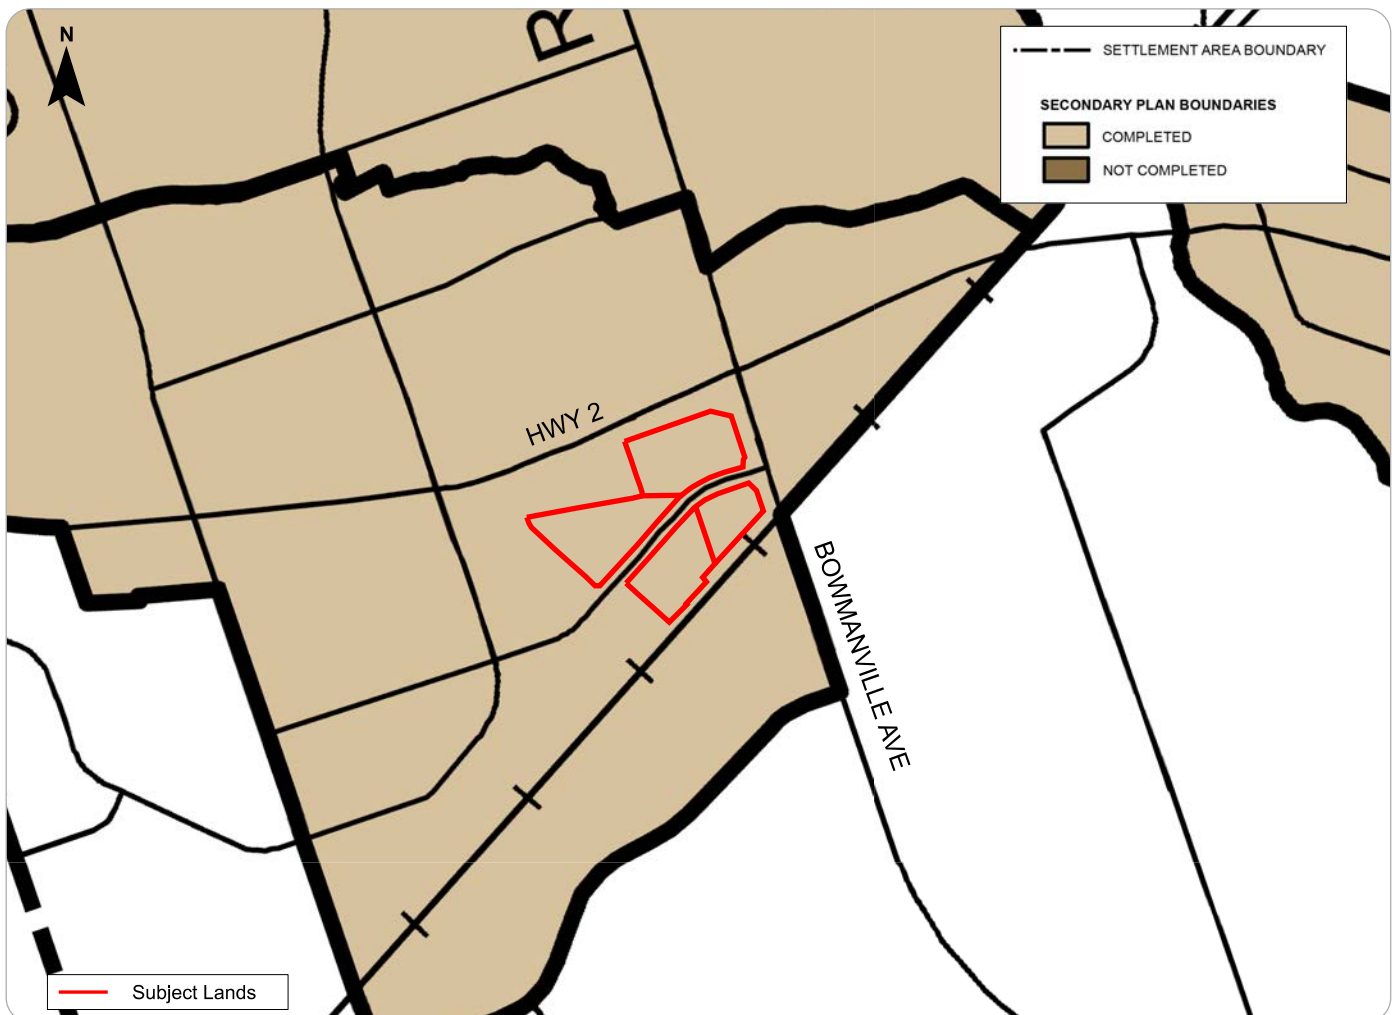 N
R
SETTLEMENT AREA BOUNDARY
SECONDARY PLAN BOUNDARIES
COMPLETED
NOT COMPLETED
HWY 2
BOWMANVILLE AVE
Subject Lands